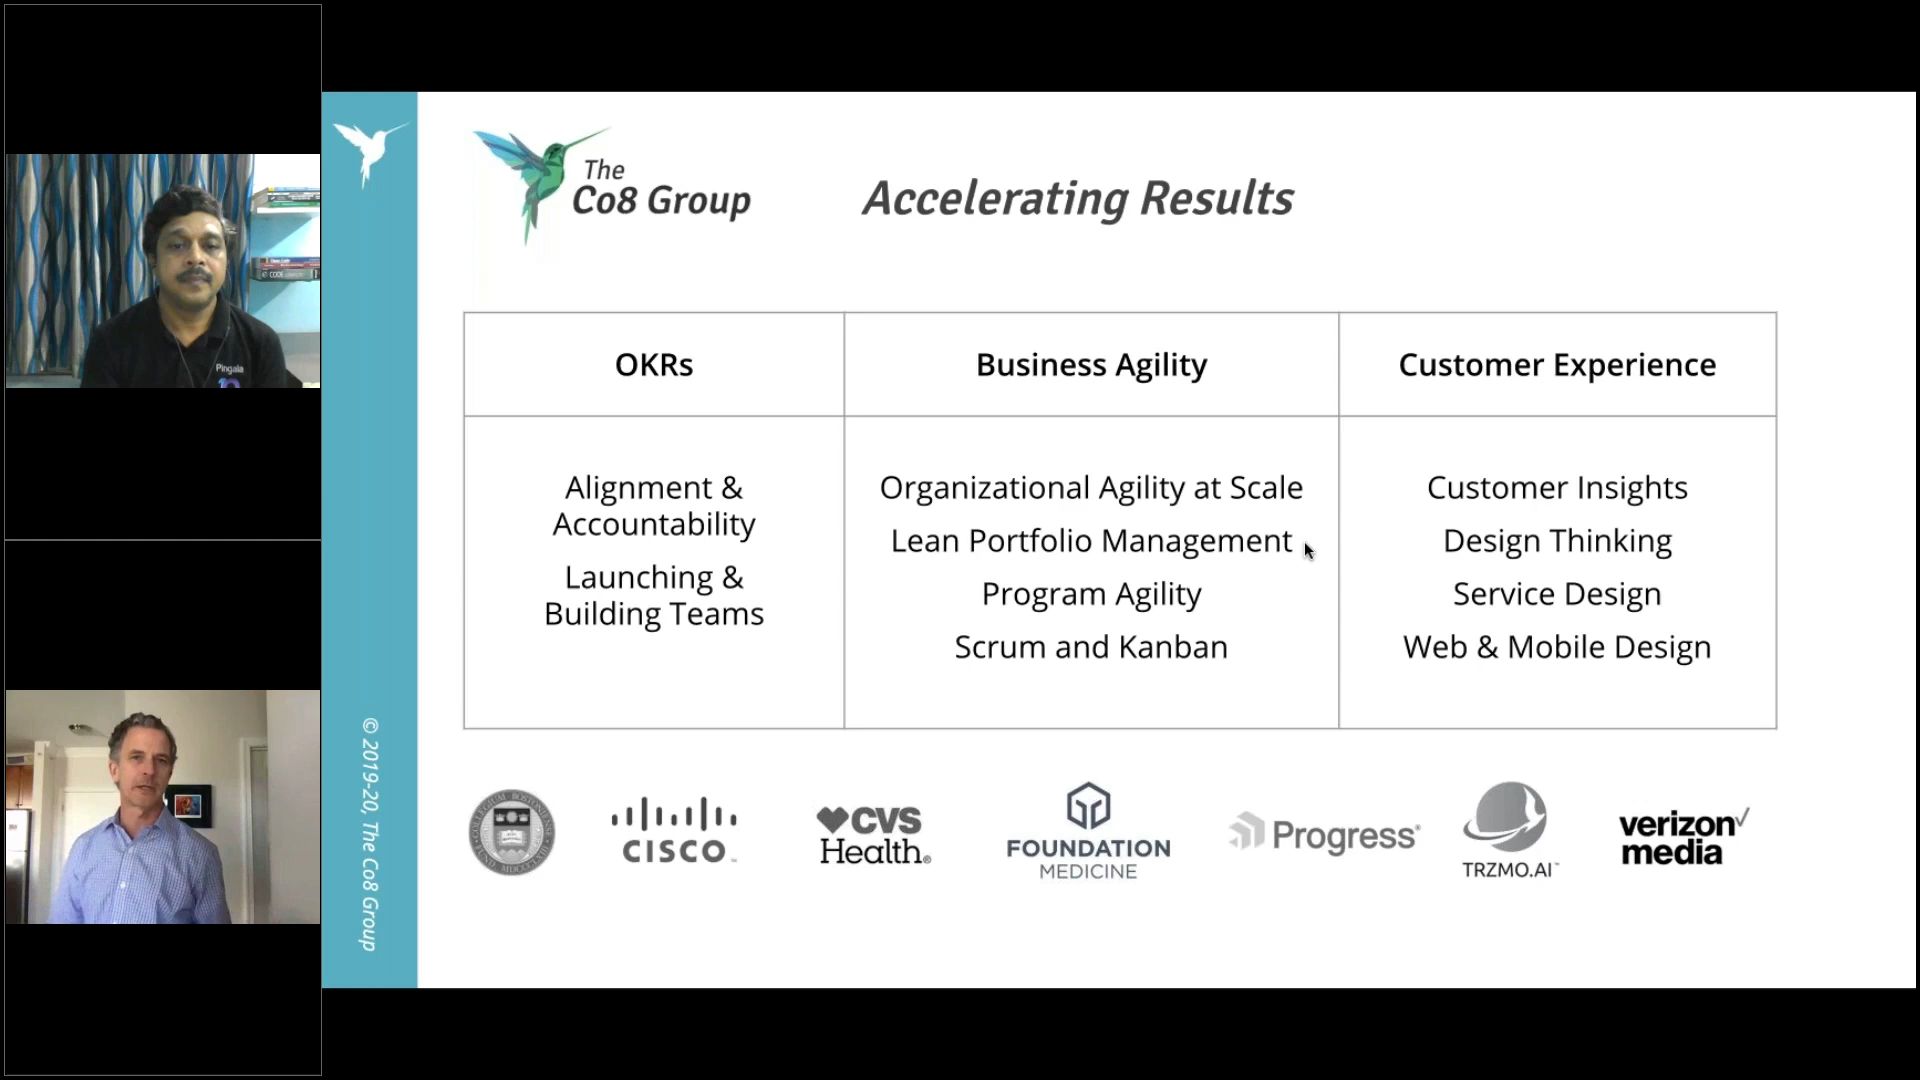 The
Co8 Group
Accelerating Results
OKRs
Business Agility
Customer Experience
Alignment &
Accountability
Launching &
Building Teams
Organizational Agility at Scale
Lean Portfolio Management
Program Agility
Scrum and Kanban
Customer Insights
Design Thinking
Service Design
Web & Mobile Design
CISCO
CVS
Health
FOUNDATION
MEDICINE
Progress
TRZMO.AI™
verizon
media
© 2019-20, The Co8 Group
Pingala
CODE